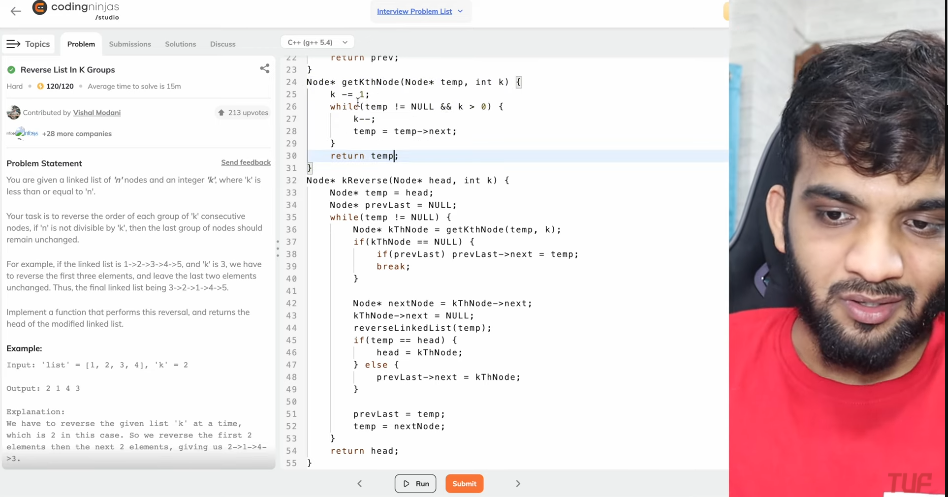 codingninjas
/studio
Interview Problem List
Topics
Problem
Submissions
Solutions
Discuss
C++ (g++ 5.4)
Reverse List In K Groups
Hard
120/120
Average time to solve is 15m
Contributed by Vishal Modani
213 upvotes
+28 more companies
Problem Statement
Send feedback
You are given a linked list of 'n' nodes and an integer 'k', where 'k' is
less than or equal to 'n'.
Your task is to reverse the order of each group of 'k' consecutive
nodes, if 'n' is not divisible by 'k', then the last group of nodes should
remain unchanged.
For example, if the linked list is 1->2->3->4->5, and 'k' is 3, we have
to reverse the first three elements, and leave the last two elements
unchanged. Thus, the final linked list being 3->2->1->4->5.
Implement a function that performs this reversal, and returns the
head of the modified linked list.
Example:
Input: 'list' = [1, 2, 3, 4], 'k' = 2
Output: 2 1 4 3
Explanation:
We have to reverse the given list 'k' at a time,
which is 2 in this case. So we reverse the first 2
elements then the next 2 elements, giving us 2->1->4-
>3.
22 return prev;
23 }
24 Node* getKthNode(Node* temp, int k) {
25 k -= 1;
26 while(temp != NULL && k > 0) {
27 k--;
28 temp = temp->next;
29 }
30 return temp;
31 }
32 Node* kReverse(Node* head, int k) {
33 Node* temp = head;
34 Node* prevLast = NULL;
35 while(temp != NULL) {
36 Node* kThNode = getKthNode(temp, k);
37 if(kThNode == NULL) {
38 if(prevLast) prevLast->next = temp;
39 break;
40 }
41
42 Node* nextNode = kThNode->next;
43 kThNode->next = NULL;
44 reverseLinkedList(temp);
45 if(temp == head) {
46 head = kThNode;
47 } else {
48 prevLast->next = kThNode;
49 }
50
51 prevLast = temp;
52 temp = nextNode;
53 }
54 return head;
55 }
Run
Submit
TUF